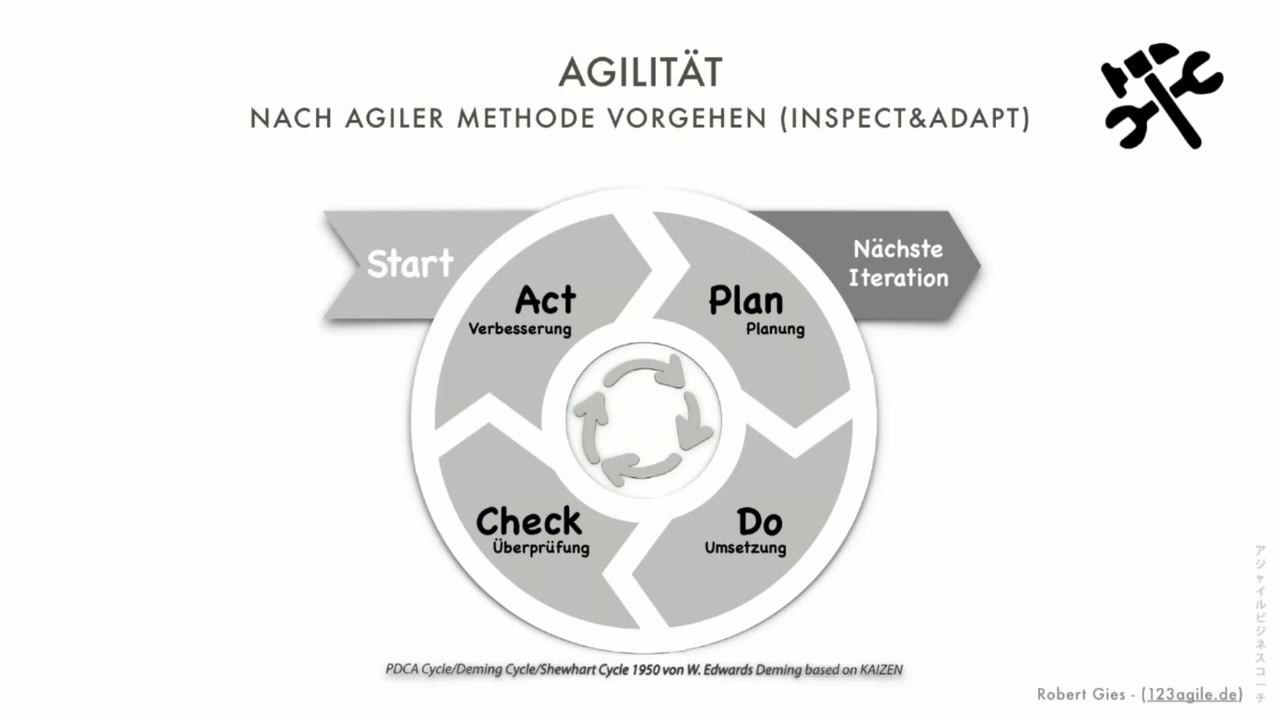 AGILITÄT
NACH AGILER METHODE VORGEHEN (INSPECT&ADAPT)
Start
Nächste
Iteration
Act
Verbesserung
Plan
Planung
Check
Überprüfung
Do
Umsetzung
PDCA Cycle/Deming Cycle/Shewhart Cycle 1950 von W. Edwards Deming based on KAIZEN
アジャイルビジネスコーチ
Robert Gies - (123agile.de)